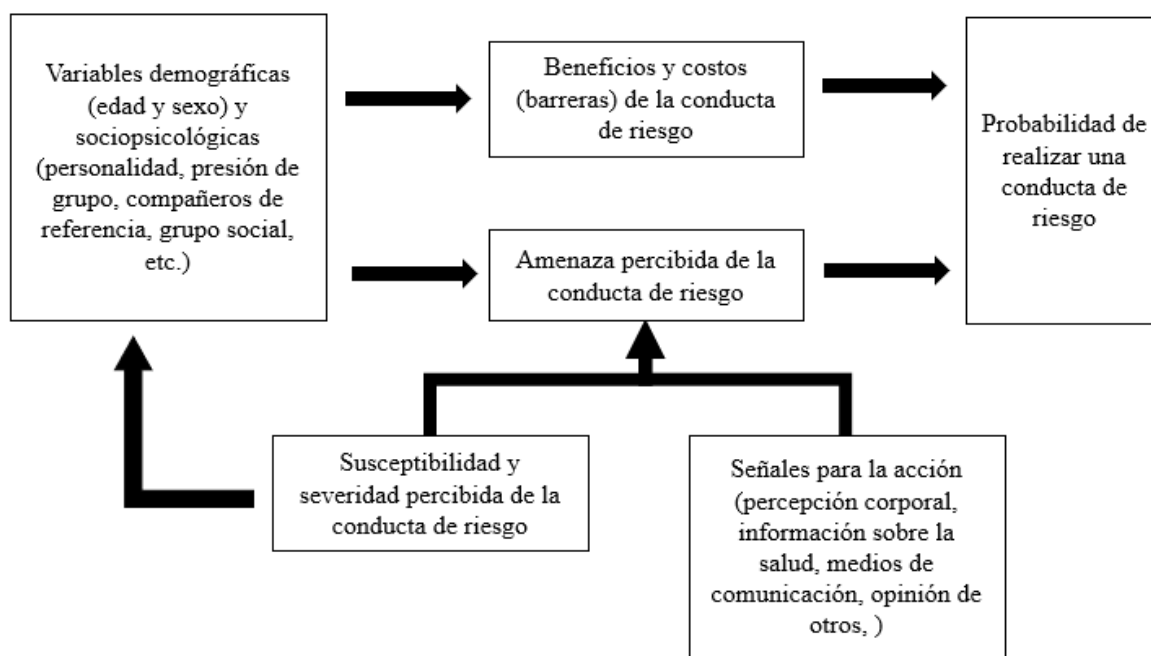 Variables demográficas
(edad y sexo) y
sociopsicológicas
(personalidad, presión de
grupo, compañeros de
referencia, grupo social,
etc.)
Beneficios y costos
(barreras) de la conducta
de riesgo
Amenaza percibida de la
conducta de riesgo
Probabilidad de
realizar una
conducta de
riesgo
Susceptibilidad y
severidad percibida de la
conducta de riesgo
Señales para la acción
(percepción corporal,
información sobre la
salud, medios de
comunicación, opinión de
otros, )